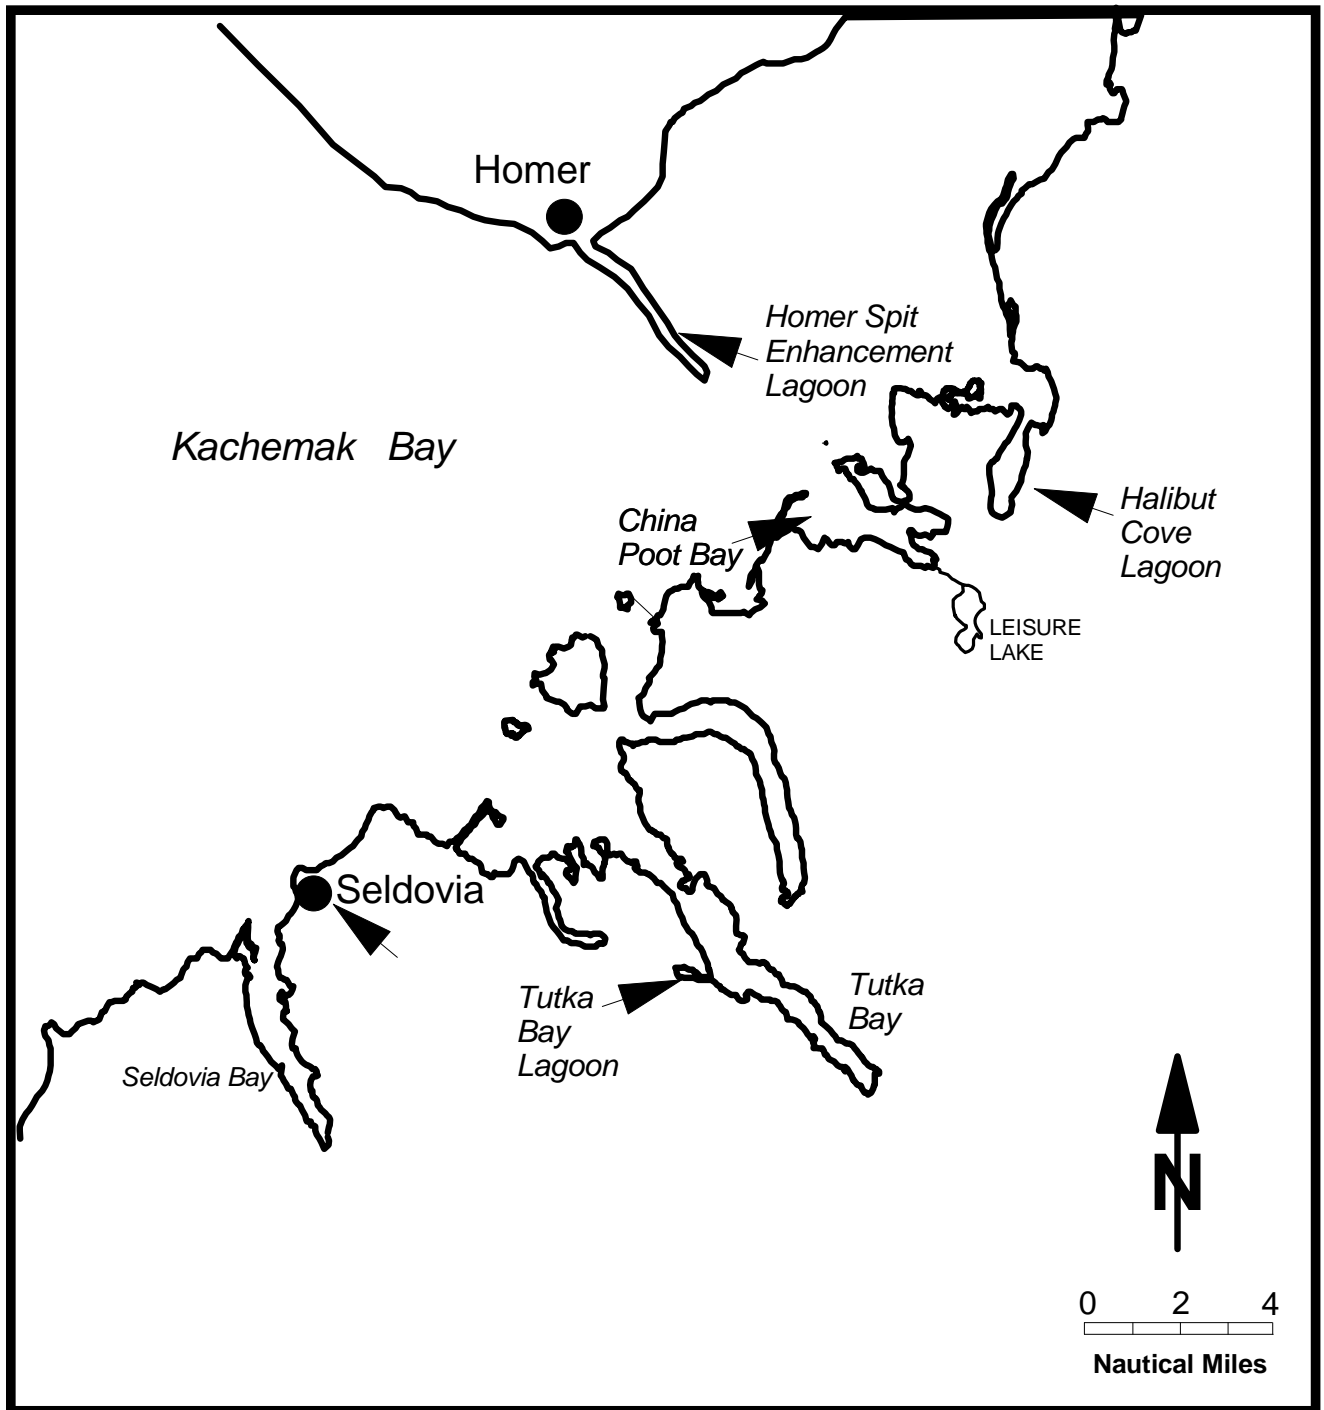 Homer
Homer Spit
Enhancement
Lagoon
Kachemak Bay
China
Poot Bay
Halibut
Cove
Lagoon
LEISURE
LAKE
Seldovia
Tutka
Bay
Lagoon
Tutka
Bay
Seldovia Bay
N
0 2 4
Nautical Miles